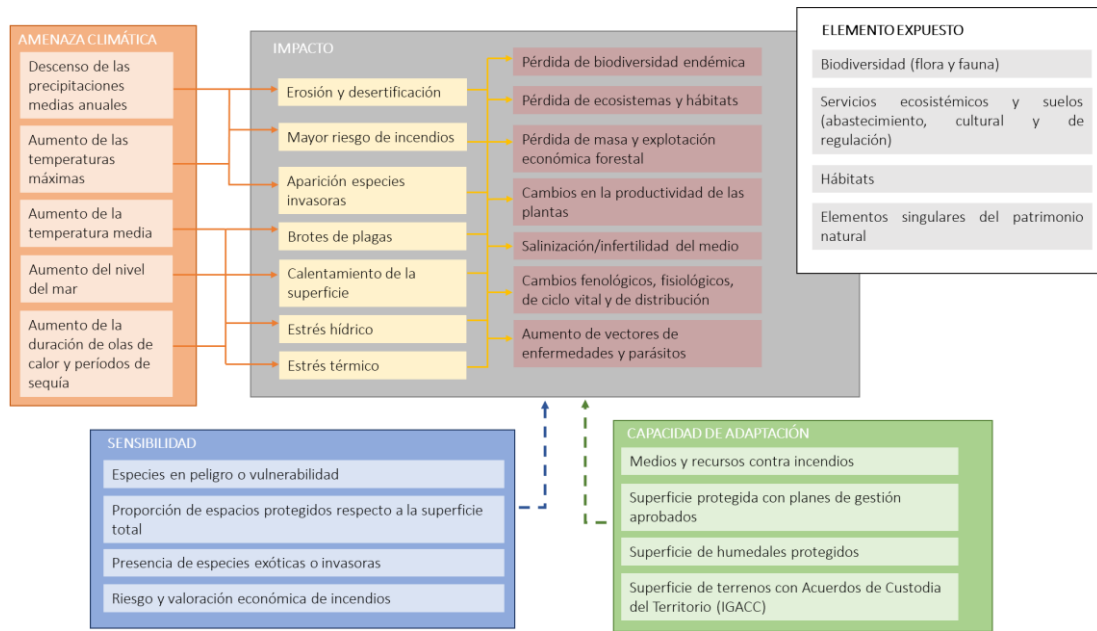 AMENAZA CLIMÁTICA
Descenso de las
precipitaciones
medias anuales
Aumento de las
temperaturas
máximas
Aumento de la
temperatura media
Aumento del nivel
del mar
Aumento de la
duración de olas de
calor y períodos de
sequía
IMPACTO
Erosión y desertificación
Mayor riesgo de incendios
Aparición especies
invasoras
Brotes de plagas
Calentamiento de la
superficie
Estrés hídrico
Estrés térmico
Pérdida de biodiversidad endémica
Pérdida de ecosistemas y hábitats
Pérdida de masa y explotación
económica forestal
Cambios en la productividad de las
plantas
Salinización/infertilidad del medio
Cambios fenológicos, fisiológicos,
de ciclo vital y de distribución
Aumento de vectores de
enfermedades y parásitos
ELEMENTO EXPUESTO
Biodiversidad (flora y fauna)
Servicios ecosistémicos y suelos
(abastecimiento, cultural y de
regulación)
Hábitats
Elementos singulares del patrimonio
natural
SENSIBILIDAD
Especies en peligro o vulnerabilidad
Proporción de espacios protegidos respecto a la superficie
total
Presencia de especies exóticas o invasoras
Riesgo y valoración económica de incendios
CAPACIDAD DE ADAPTACIÓN
Medios y recursos contra incendios
Superficie protegida con planes de gestión
aprobados
Superficie de humedales protegidos
Superficie de terrenos con Acuerdos de Custodia
del Territorio (IGACC)